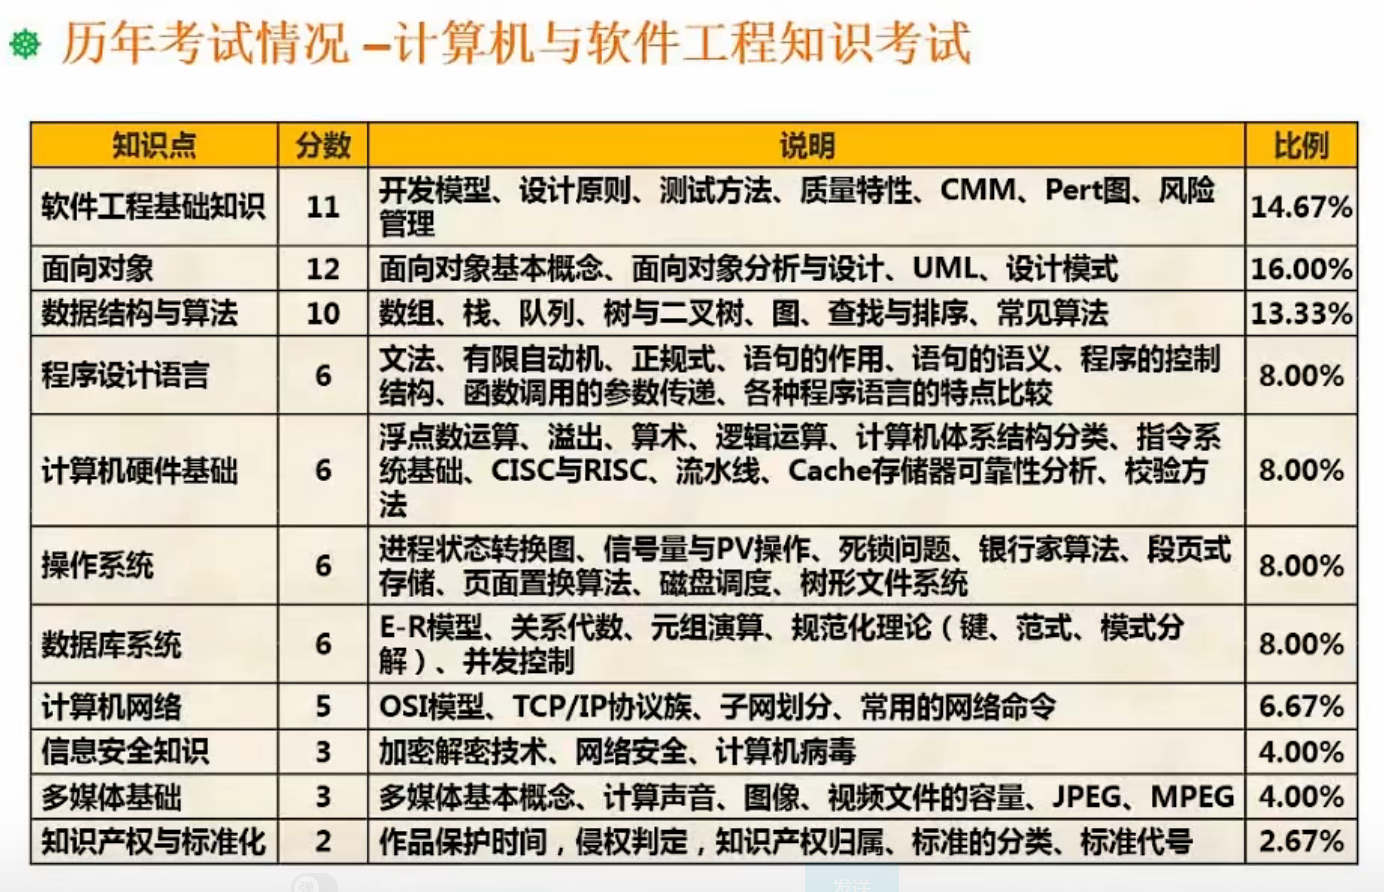 历年考试情况 –计算机与软件工程知识考试
知识点 分数 说明 比例
软件工程基础知识 11 开发模型、设计原则、测试方法、质量特性、CMM、Pert图、风险
管理 14.67%
面向对象 12 面向对象基本概念、面向对象分析与设计、UML、设计模式 16.00%
数据结构与算法 10 数组、栈、队列、树与二叉树、图、查找与排序、常见算法 13.33%
程序设计语言 6 文法、有限自动机、正规式、语句的作用、语句的语义、程序的控制
结构、函数调用的参数传递、各种程序语言的特点比较 8.00%
计算机硬件基础 6 浮点数运算、溢出、算术、逻辑运算、计算机体系结构分类、指令系
统基础、CISC与RISC、流水线、Cache存储器可靠性分析、校验方
法 8.00%
操作系统 6 进程状态转换图、信号量与PV操作、死锁问题、银行家算法、段页式
存储、页面置换算法、磁盘调度、树形文件系统 8.00%
数据库系统 6 E-R模型、关系代数、元组演算、规范化理论（键、范式、模式分
解）、并发控制 8.00%
计算机网络 5 OSI模型、TCP/IP协议族、子网划分、常用的网络命令 6.67%
信息安全知识 3 加密解密技术、网络安全、计算机病毒 4.00%
多媒体基础 3 多媒体基本概念、计算声音、图像、视频文件的容量、JPEG、MPEG 4.00%
知识产权与标准化 2 作品保护时间，侵权判定，知识产权归属、标准的分类、标准代号 2.67%
弹 发送